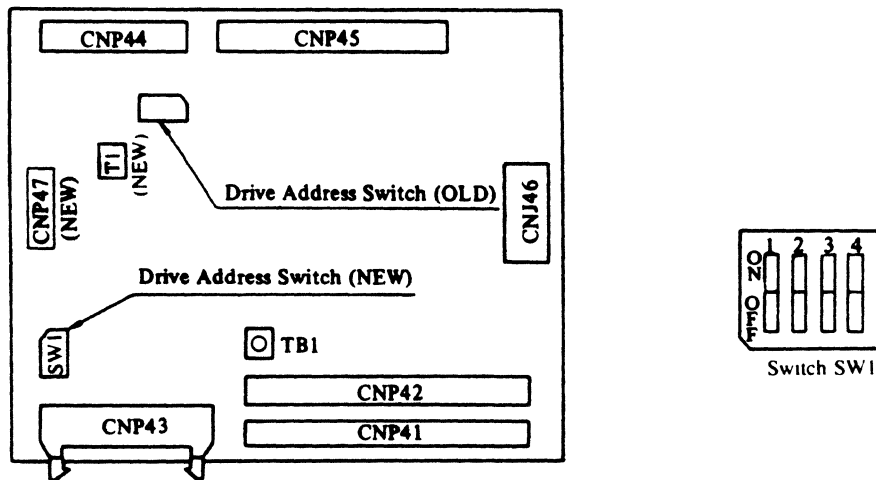 CNP44
CNP45
T1
(NEW)
CNP47
(NEW)
Drive Address Switch (OLD)
CNJ46
Drive Address Switch (NEW)
SW1
TB1
CNP42
CNP43
CNP41
1 2 3 4
ON
OFF
Switch SW1